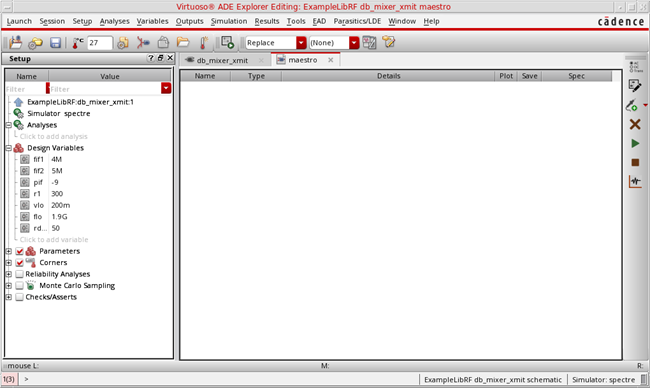 Virtuoso® ADE Explorer Editing: ExampleLibRF db_mixer_xmit maestro
Launch Session Setup Analyses Variables Outputs Simulation Results Tools EAD Parasitics/LDE Window Help cādence
°C 27 Replace (None)
Setup ? db_mixer_xmit maestro
Name Value Name Type Details Plot Save Spec
Filter Filter
ExampleLibRF:db_mixer_xmit:1
Simulator spectre
Analyses
Click to add analysis
Design Variables
fif1 4M
fif2 5M
pif -9
r1 300
vlo 200m
flo 1.9G
rd... 50
Click to add variable
Parameters
Corners
Reliability Analyses
Monte Carlo Sampling
Checks/Asserts
mouse L: M: R:
1(3) > ExampleLibRF db_mixer_xmit schematic Simulator: spectre